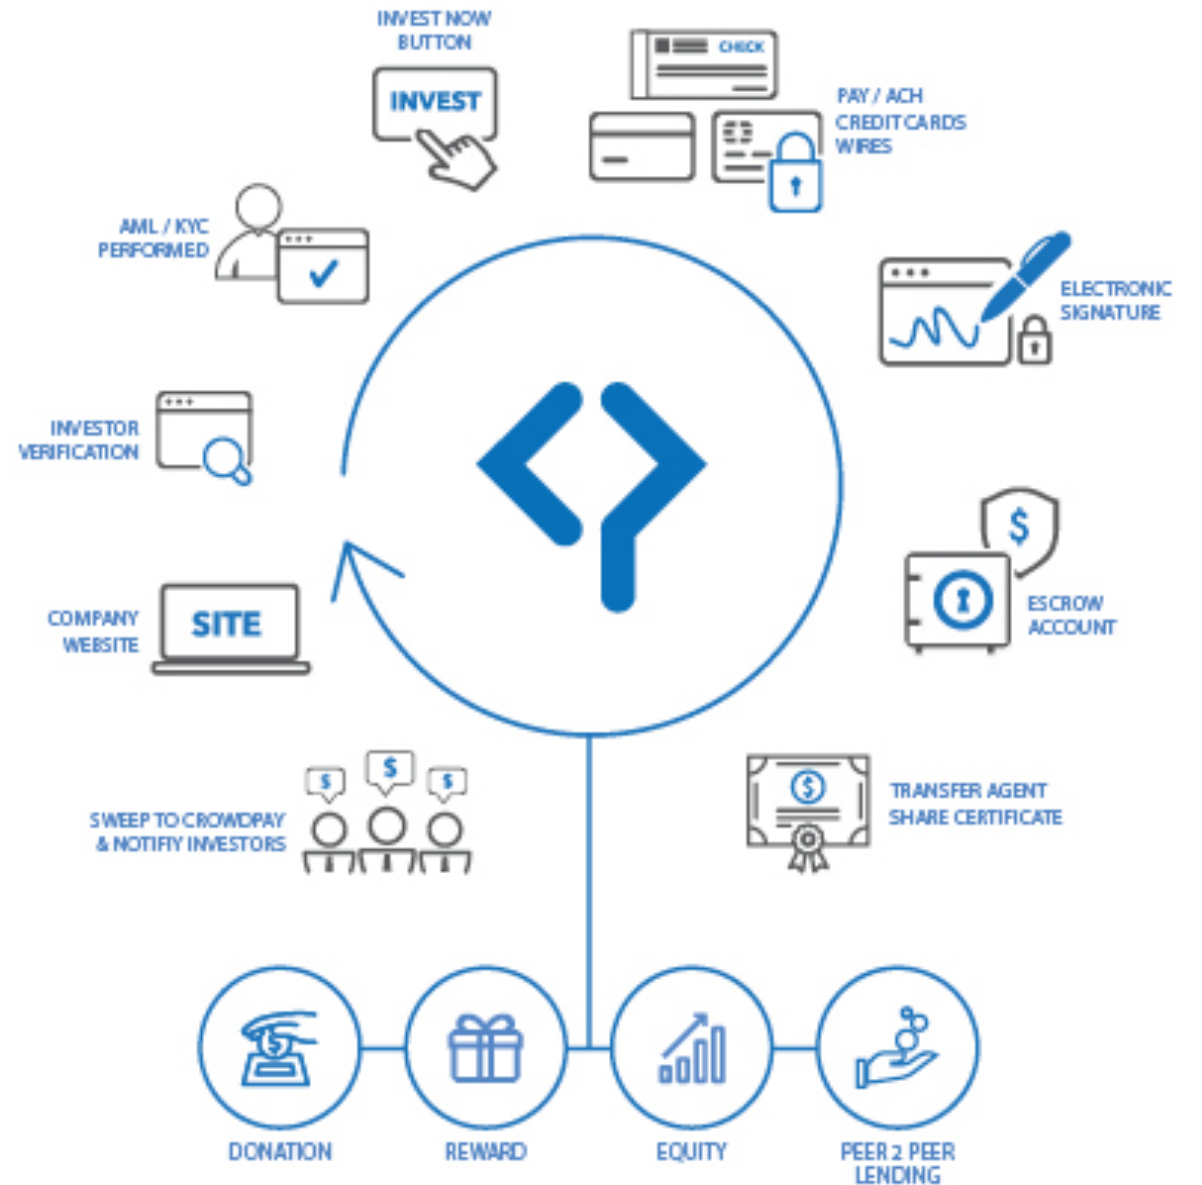 INVEST NOW
BUTTON
INVEST
CHECK
PAY / ACH
CREDIT CARDS
WIRES
AML / KYC
PERFORMED
ELECTRONIC
SIGNATURE
INVESTOR
VERIFICATION
$
ESCROW
ACCOUNT
COMPANY
WEBSITE
SITE
$
$
$
SWEEP TO CROWDPAY
& NOTIFIY INVESTORS
$
TRANSFER AGENT
SHARE CERTIFICATE
$
DONATION
REWARD
EQUITY
PEER 2 PEER
LENDING